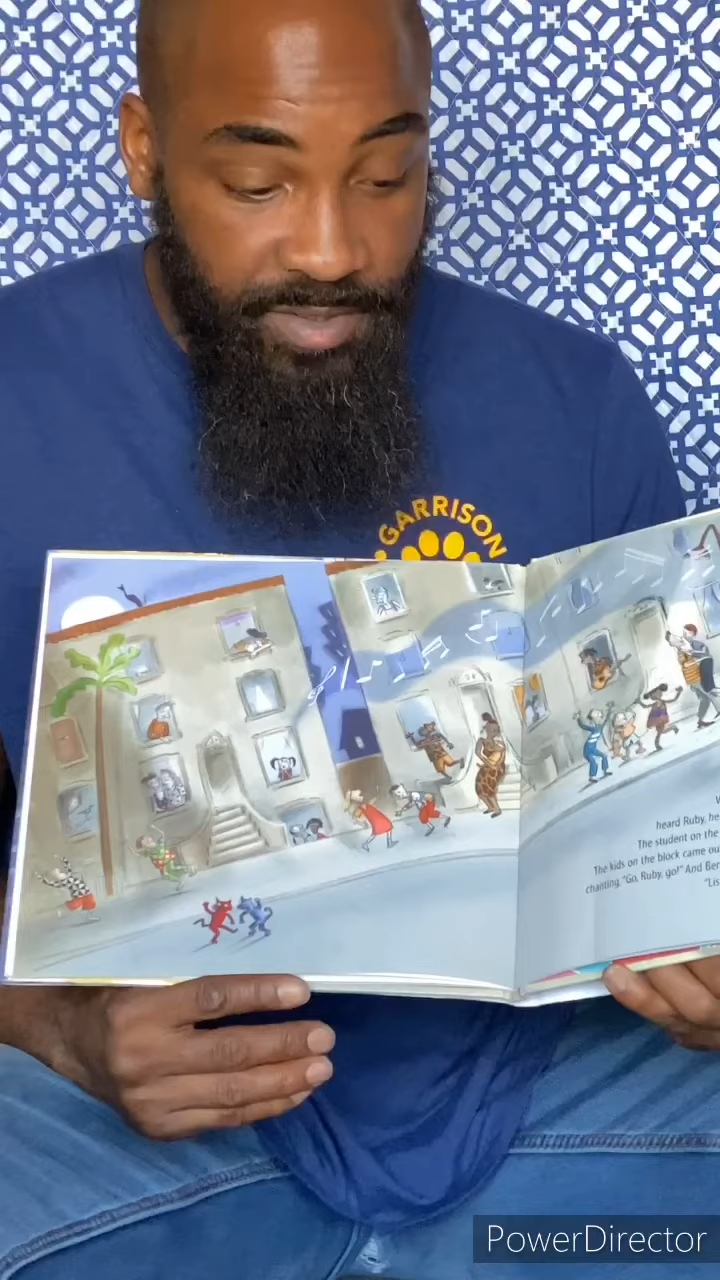 GARRISON
heard Ruby, he
The student on the
The kids on the block came ou
chanting, "Go, Ruby, go!" And Ber
"Lis
PowerDirector